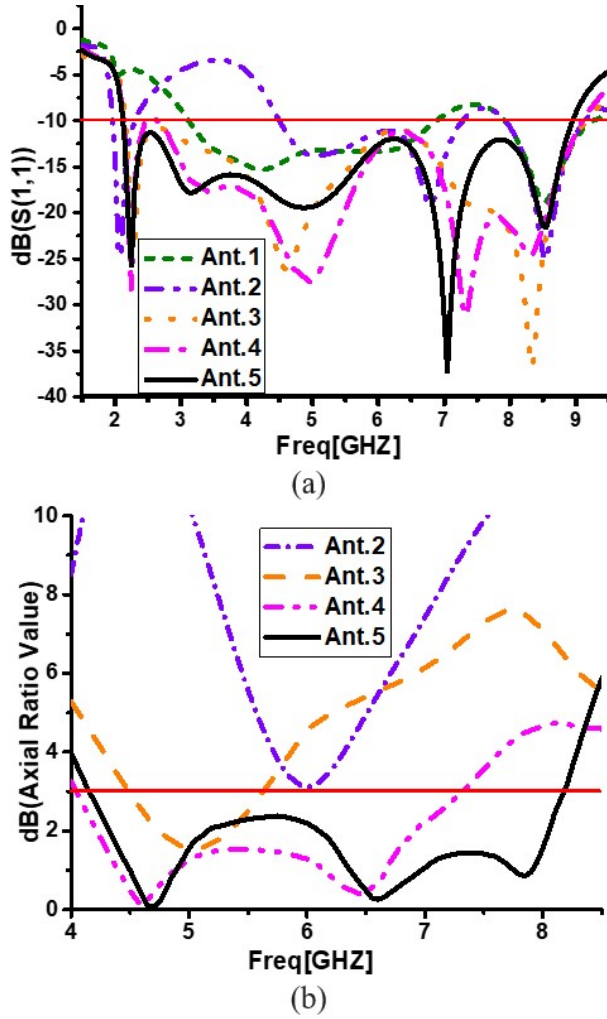 0
-5
-10
-15
-20
-25
-30
-35
-40
dB(S(1,1))
Ant.1
Ant.2
Ant.3
Ant.4
Ant.5
2 3 4 5 6 7 8 9
Freq[GHZ]
(a)
10
8
6
4
2
0
dB(Axial Ratio Value)
Ant.2
Ant.3
Ant.4
Ant.5
4 5 6 7 8
Freq[GHZ]
(b)